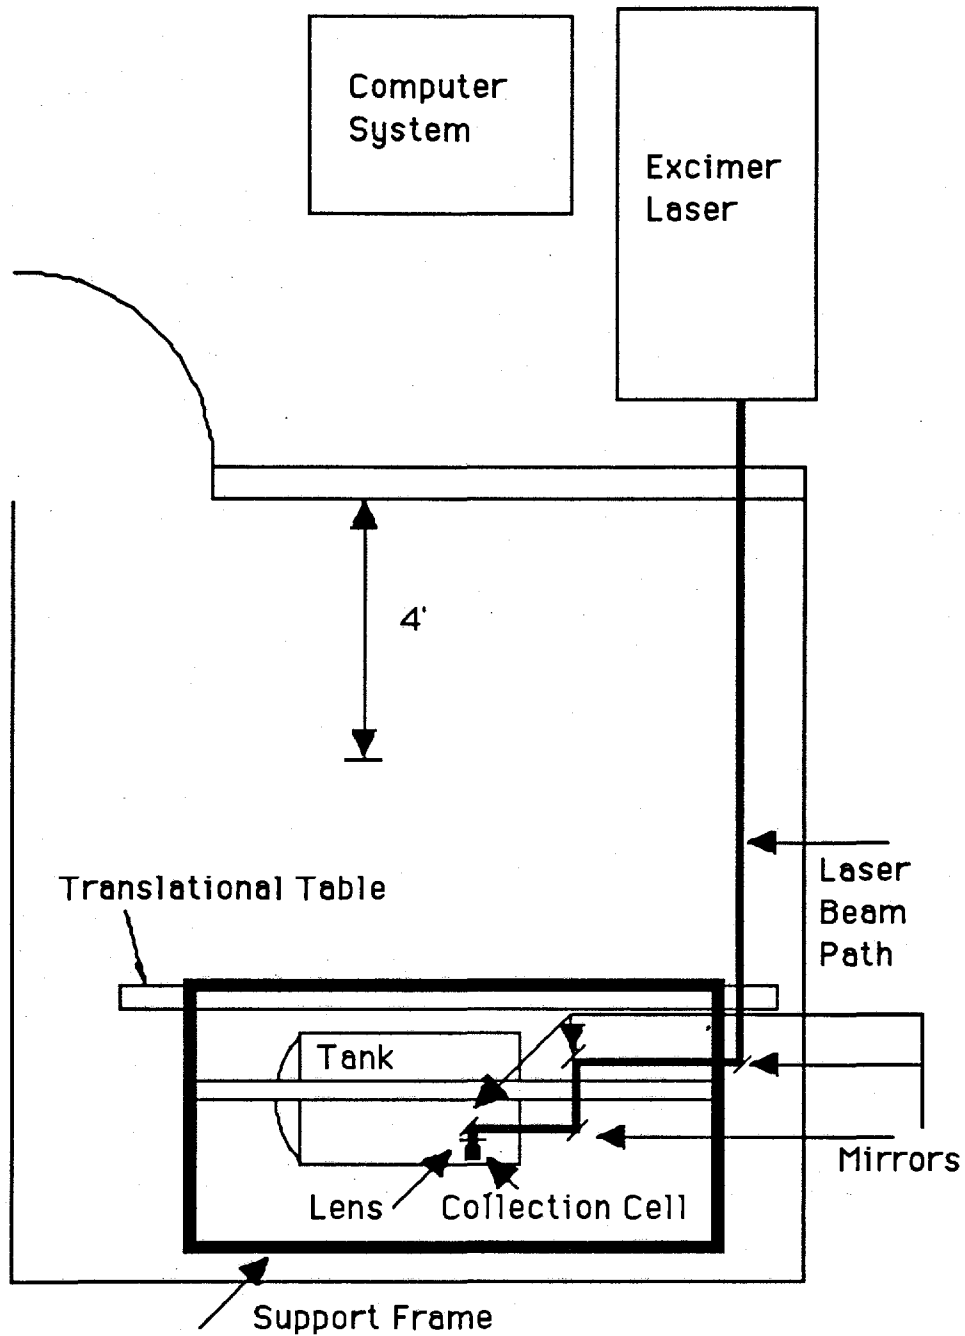 Computer
System
Excimer
Laser
4'
Laser
Beam
Path
Translational Table
Tank
Mirrors
Lens
Collection Cell
Support Frame